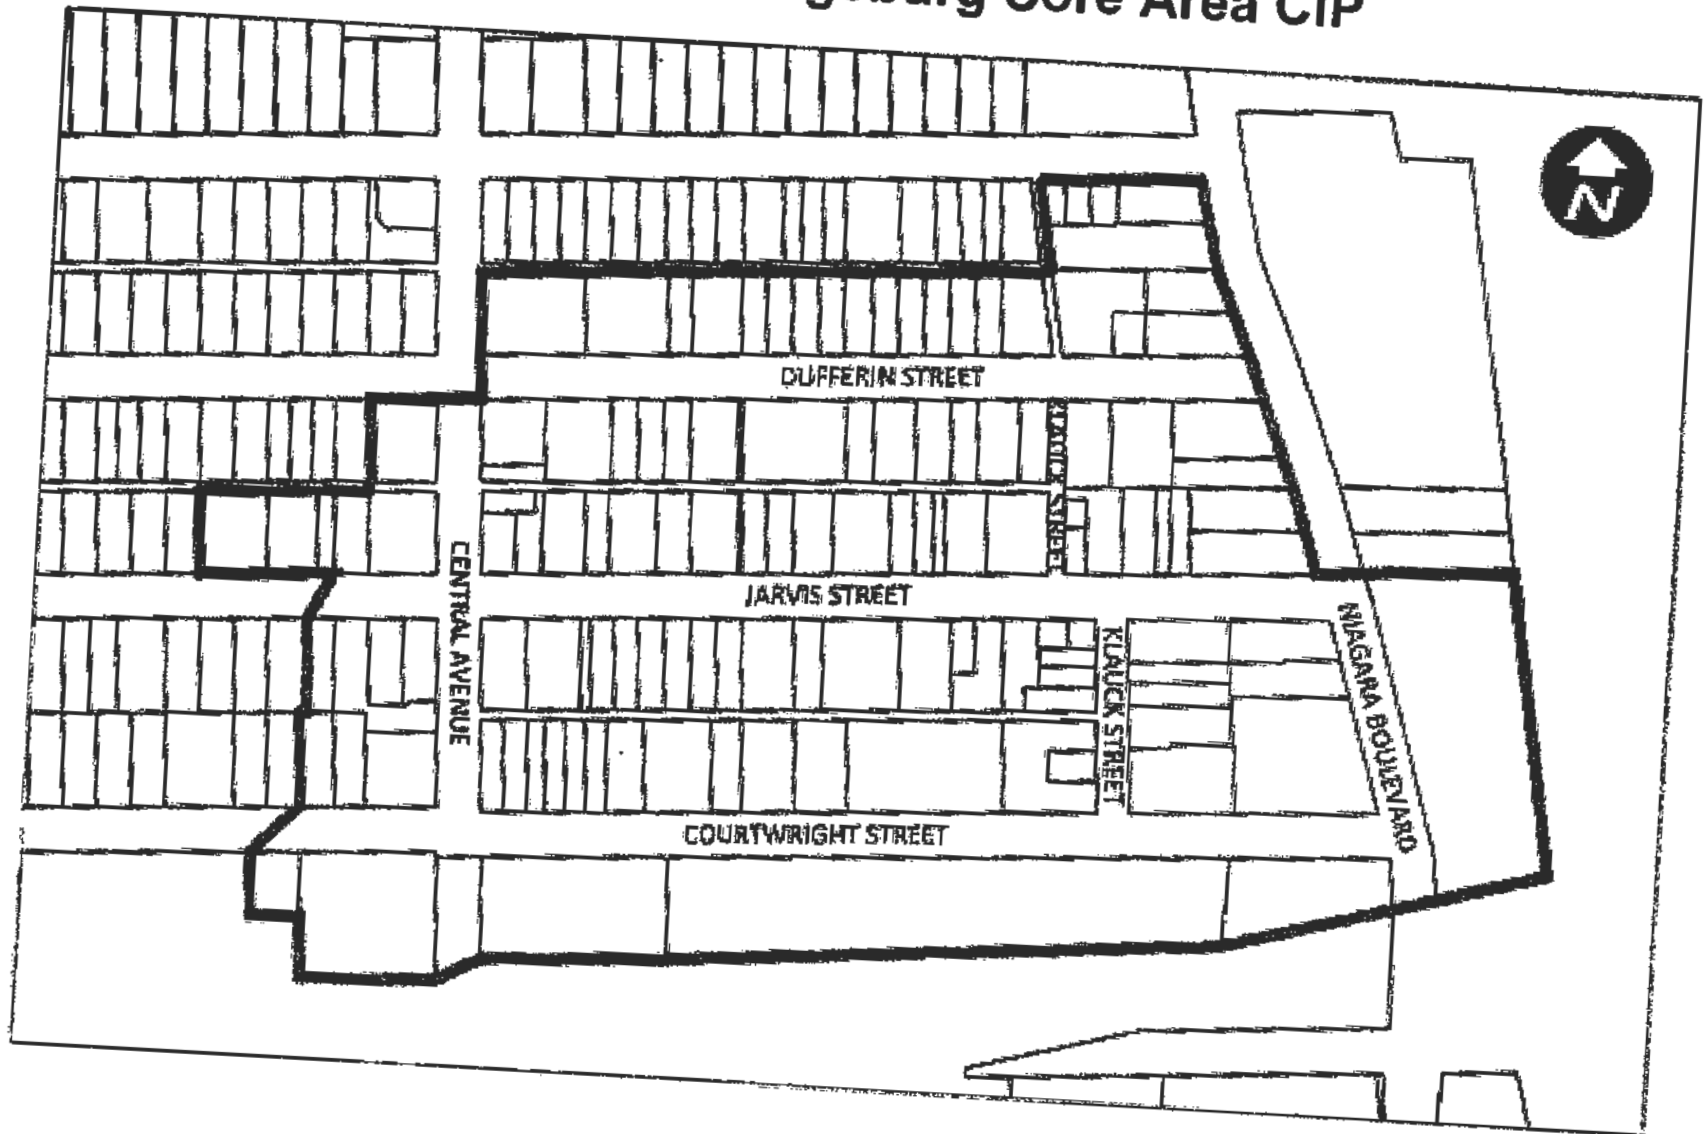 Core Area CIP
N
DUFFERIN STREET
KLAUCK STREET
CENTRAL AVENUE
JARVIS STREET
NIAGARA BOULEVARD
KLAUCK STREET
COURTWRIGHT STREET